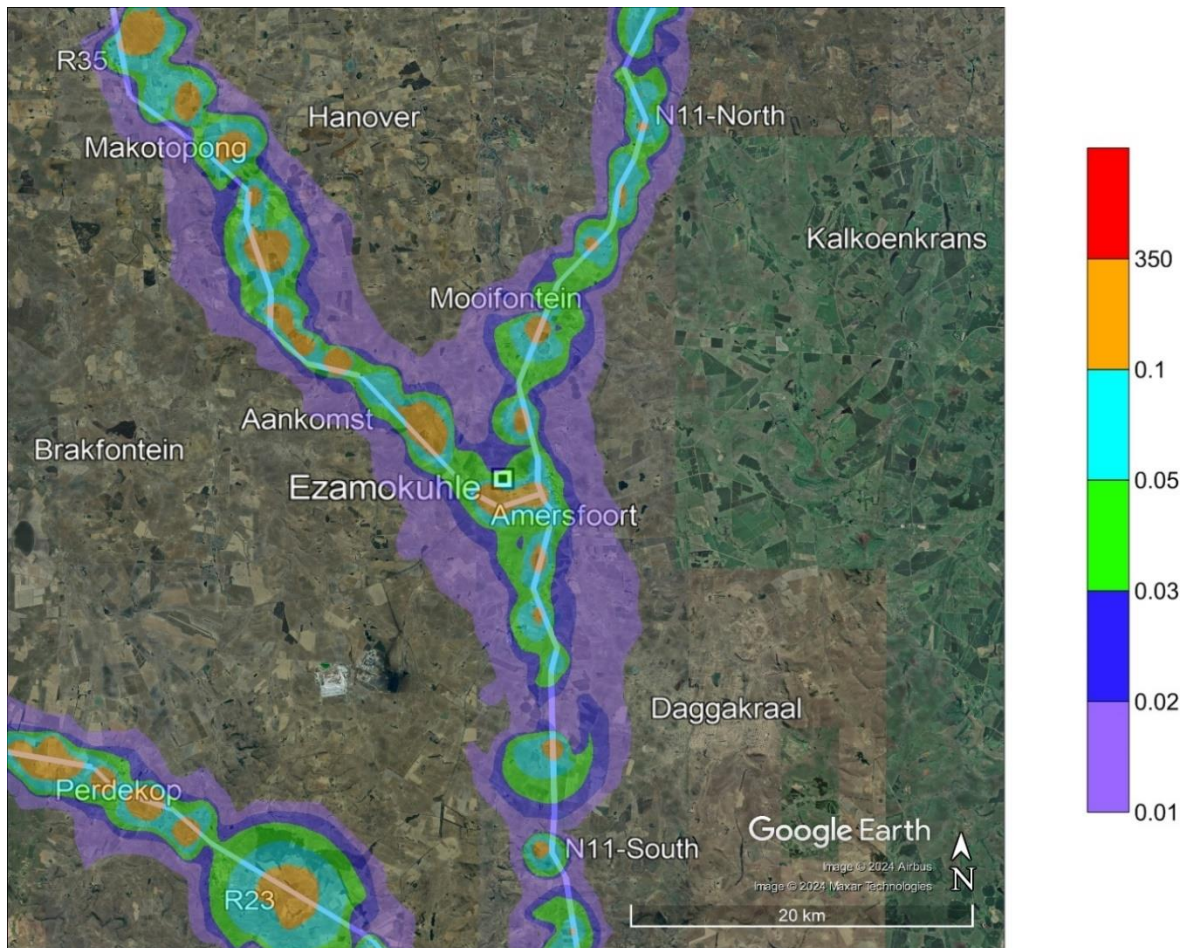 R35
Hanover
N11-North
Makotopong
Kalkoenkrans
Mooifontein
Aankomst
Brakfontein
Ezamokuhle
Amersfoort
Daggakraal
Perdekop
Google Earth
N11-South
Image © 2024 Airbus
Image © 2024 Maxar Technologies
N
R23
20 km
350
0.1
0.05
0.03
0.02
0.01